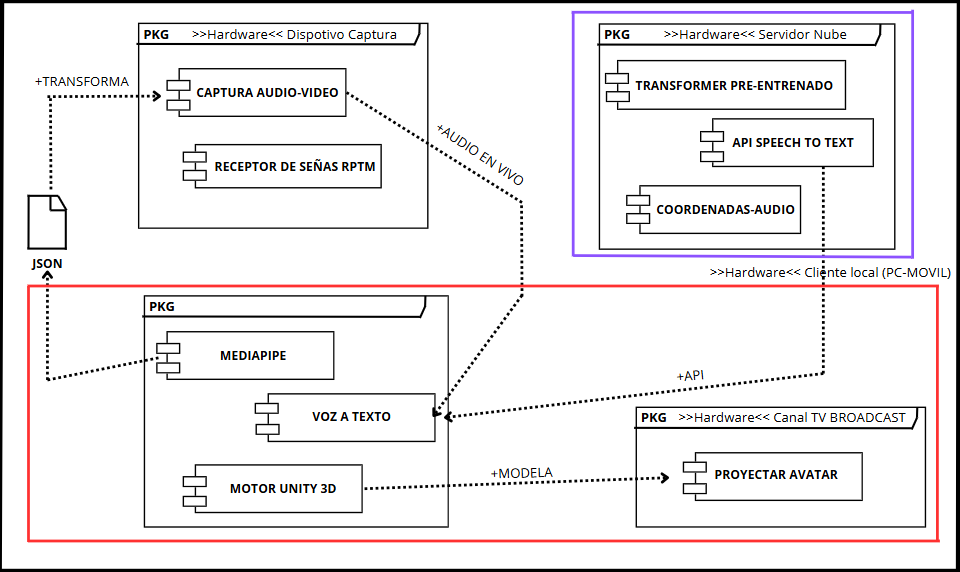 PKG >>Hardware<< Dispotivo Captura
PKG >>Hardware<< Servidor Nube
+TRANSFORMA
CAPTURA AUDIO-VIDEO
TRANSFORMER PRE-ENTRENADO
+AUDIO EN VIVO
API SPEECH TO TEXT
RECEPTOR DE SEÑAS RPTM
COORDENADAS-AUDIO
JSON
>>Hardware<< Cliente local (PC-MOVIL)
PKG
MEDIAPIPE
+API
VOZ A TEXTO
PKG >>Hardware<< Canal TV BROADCAST
+MODELA
PROYECTAR AVATAR
MOTOR UNITY 3D